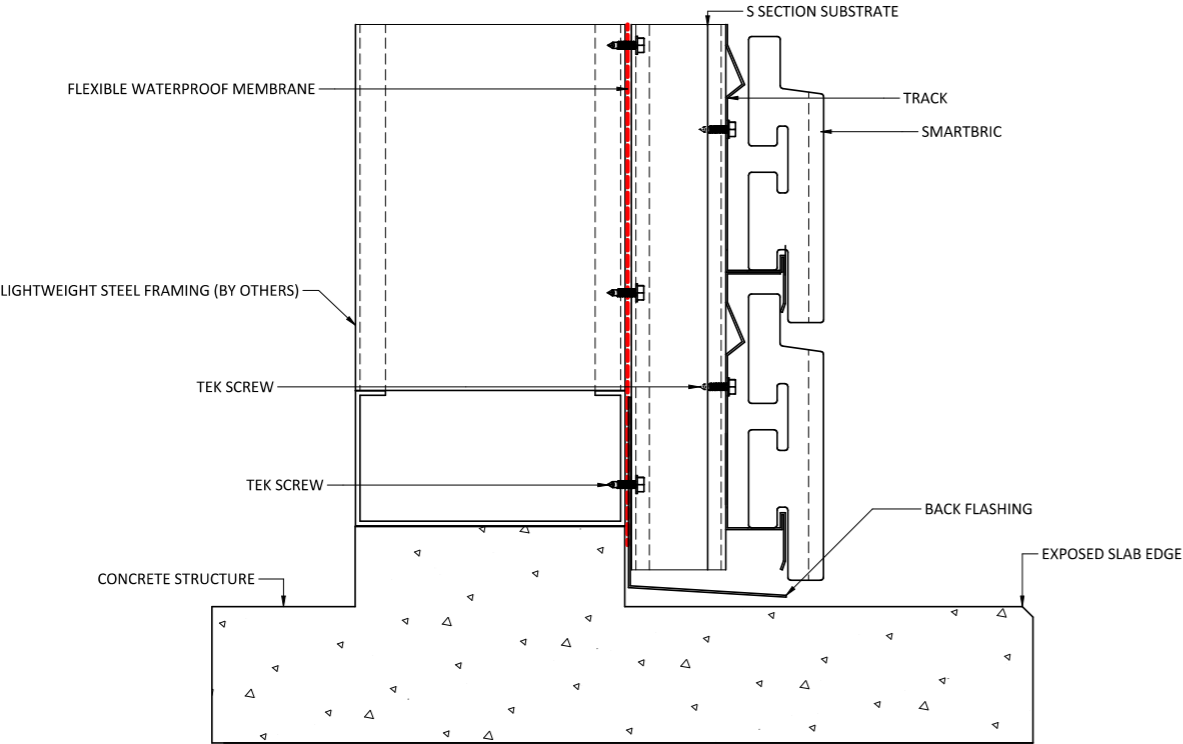 S SECTION SUBSTRATE
FLEXIBLE WATERPROOF MEMBRANE
TRACK
SMARTBRIC
LIGHTWEIGHT STEEL FRAMING (BY OTHERS)
TEK SCREW
TEK SCREW
BACK FLASHING
EXPOSED SLAB EDGE
CONCRETE STRUCTURE